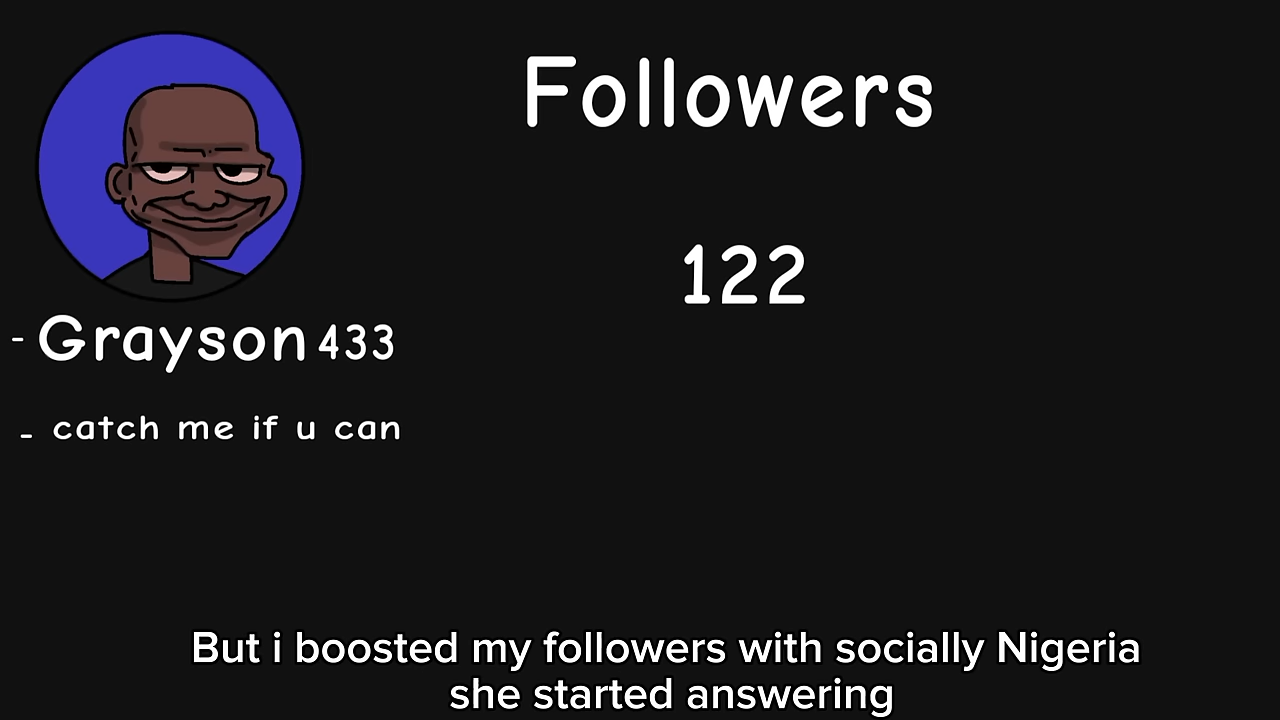 Followers
122
- Grayson 433
- catch me if u can
But i boosted my followers with socially Nigeria
she started answering